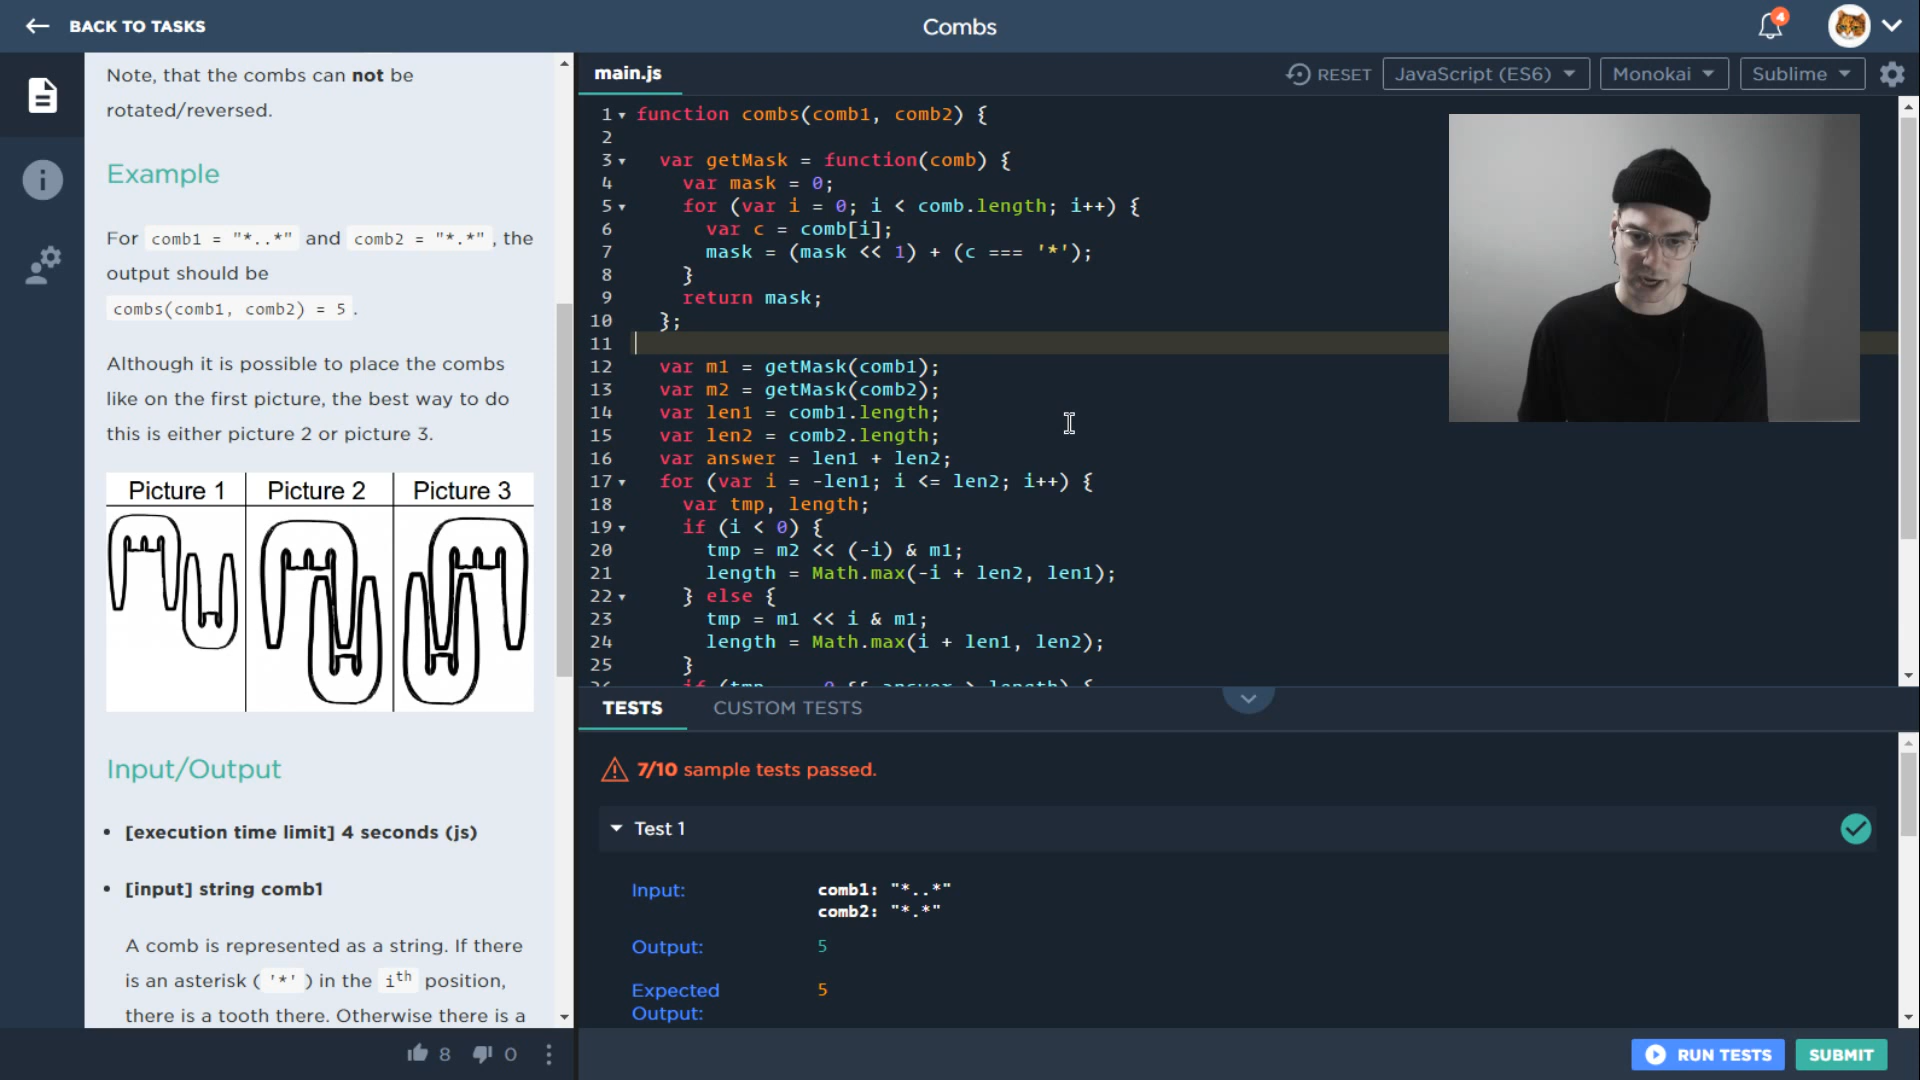 BACK TO TASKS
Combs
4
Note, that the combs can not be
rotated/reversed.
Example
For comb1 = "*..*" and comb2 = "*.*", the
output should be
combs(comb1, comb2) = 5.
Although it is possible to place the combs
like on the first picture, the best way to do
this is either picture 2 or picture 3.
Picture 1 Picture 2 Picture 3
Input/Output
• [execution time limit] 4 seconds (js)
• [input] string comb1
A comb is represented as a string. If there
is an asterisk ('*') in the ith position,
there is a tooth there. Otherwise there is a
8 0
main.js
RESET JavaScript (ES6) Monokai Sublime
1 function combs(comb1, comb2) {
2
3 var getMask = function(comb) {
4 var mask = 0;
5 for (var i = 0; i < comb.length; i++) {
6 var c = comb[i];
7 mask = (mask << 1) + (c === '*');
8 }
9 return mask;
10 };
11
12 var m1 = getMask(comb1);
13 var m2 = getMask(comb2);
14 var len1 = comb1.length;
15 var len2 = comb2.length;
16 var answer = len1 + len2;
17 for (var i = -len1; i <= len2; i++) {
18 var tmp, length;
19 if (i < 0) {
20 tmp = m2 << (-i) & m1;
21 length = Math.max(-i + len2, len1);
22 } else {
23 tmp = m1 << i & m1;
24 length = Math.max(i + len1, len2);
25 }
TESTS CUSTOM TESTS
7/10 sample tests passed.
Test 1
Input: comb1: "*..*"
comb2: "*.*"
Output: 5
Expected 5
Output:
RUN TESTS SUBMIT